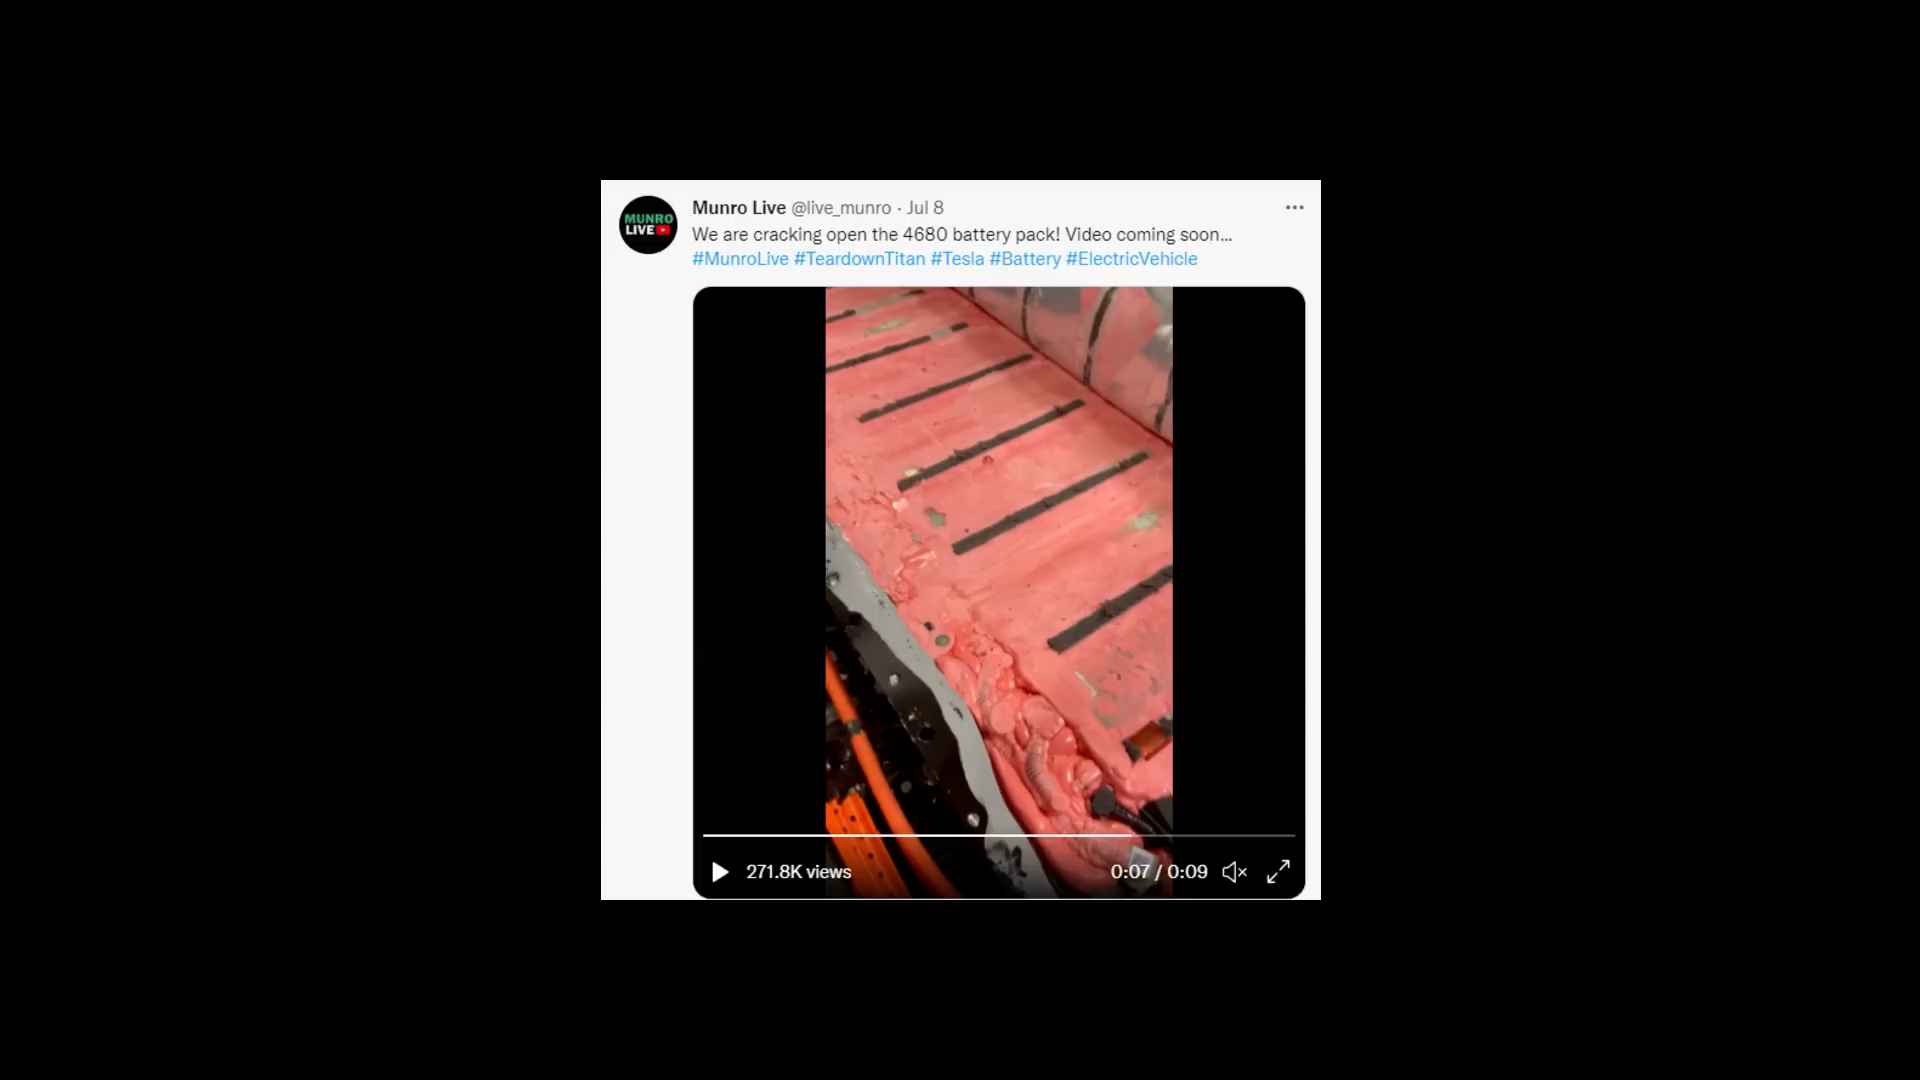 MUNRO
LIVE
Munro Live @live_munro · Jul 8
We are cracking open the 4680 battery pack! Video coming soon...
#MunroLive #TeardownTitan #Tesla #Battery #ElectricVehicle
271.8K views
0:07 / 0:09